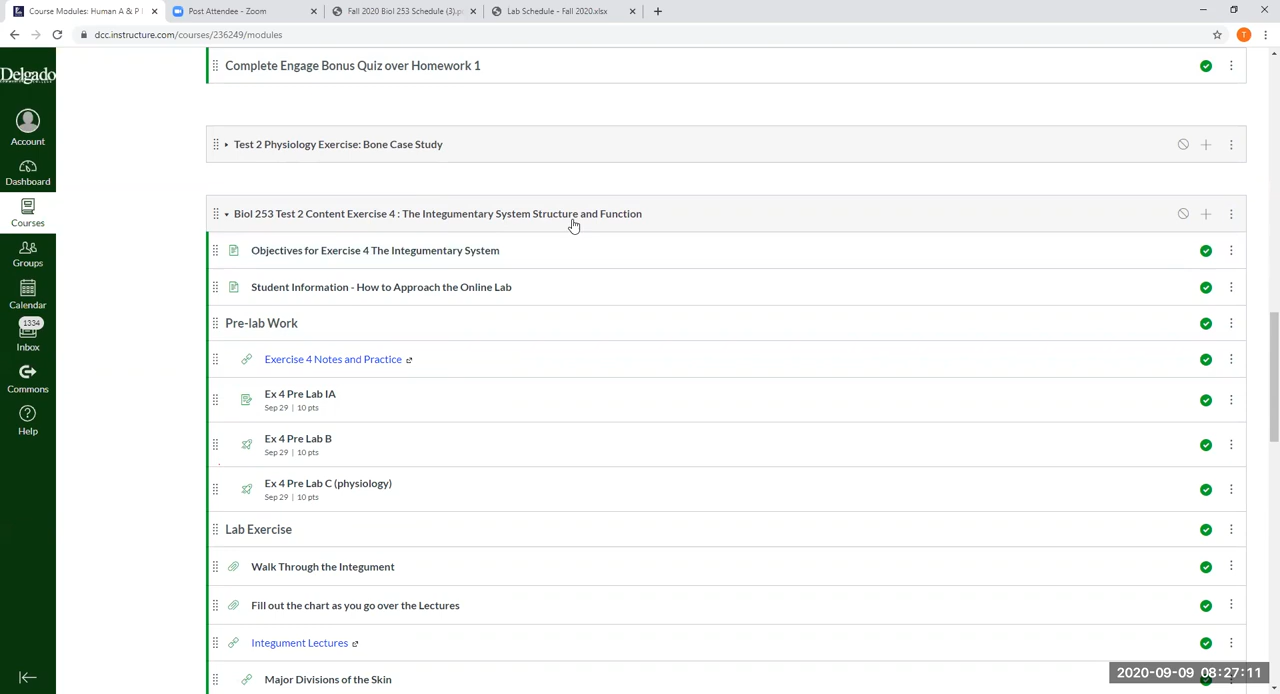 Course Modules: Human A & P
Post Attendee - Zoom
Fall 2020 Biol 253 Schedule (3).p
Lab Schedule - Fall 2020.xlsx
dcc.instructure.com/courses/236249/modules
T
Delgado
Account
Dashboard
Courses
Groups
Calendar
1334
Inbox
Commons
Help
Complete Engage Bonus Quiz over Homework 1
Test 2 Physiology Exercise: Bone Case Study
Biol 253 Test 2 Content Exercise 4 : The Integumentary System Structure and Function
Objectives for Exercise 4 The Integumentary System
Student Information - How to Approach the Online Lab
Pre-lab Work
Exercise 4 Notes and Practice
Ex 4 Pre Lab IA
Sep 29 | 10 pts
Ex 4 Pre Lab B
Sep 29 | 10 pts
Ex 4 Pre Lab C (physiology)
Sep 29 | 10 pts
Lab Exercise
Walk Through the Integument
Fill out the chart as you go over the Lectures
Integument Lectures
Major Divisions of the Skin
2020-09-09 08:27:11